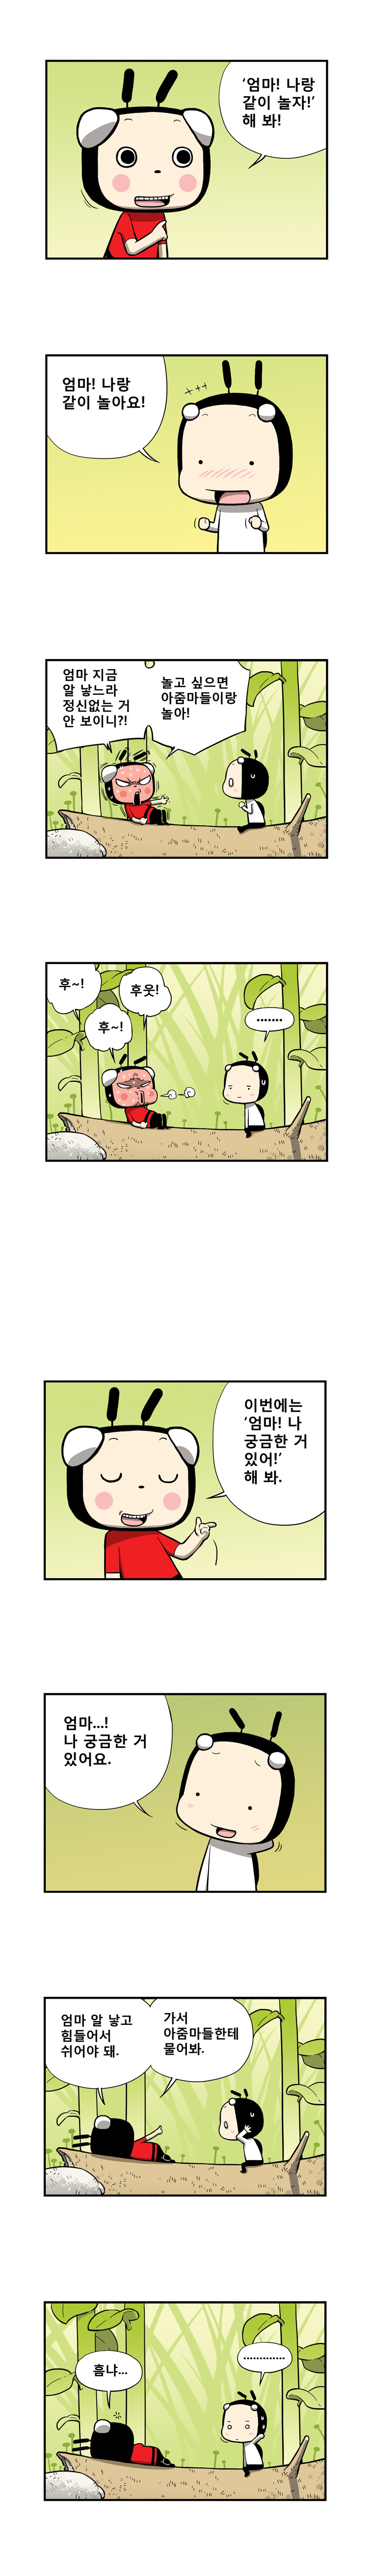 ‘엄마! 나랑
같이 놀자!’
해 봐!
엄마! 나랑
같이 놀아요!
엄마 지금
알 낳느라
정신없는 거
안 보이니?!
놀고 싶으면
아줌마들이랑
놀아!
후~!
후~!
후웃!
·······
이번에는
‘엄마! 나
궁금한 거
있어!’
해 봐.
엄마...!
나 궁금한 거
있어요.
엄마 알 낳고
힘들어서
쉬어야 돼.
가서
아줌마들한테
물어봐.
흠냐...
·············